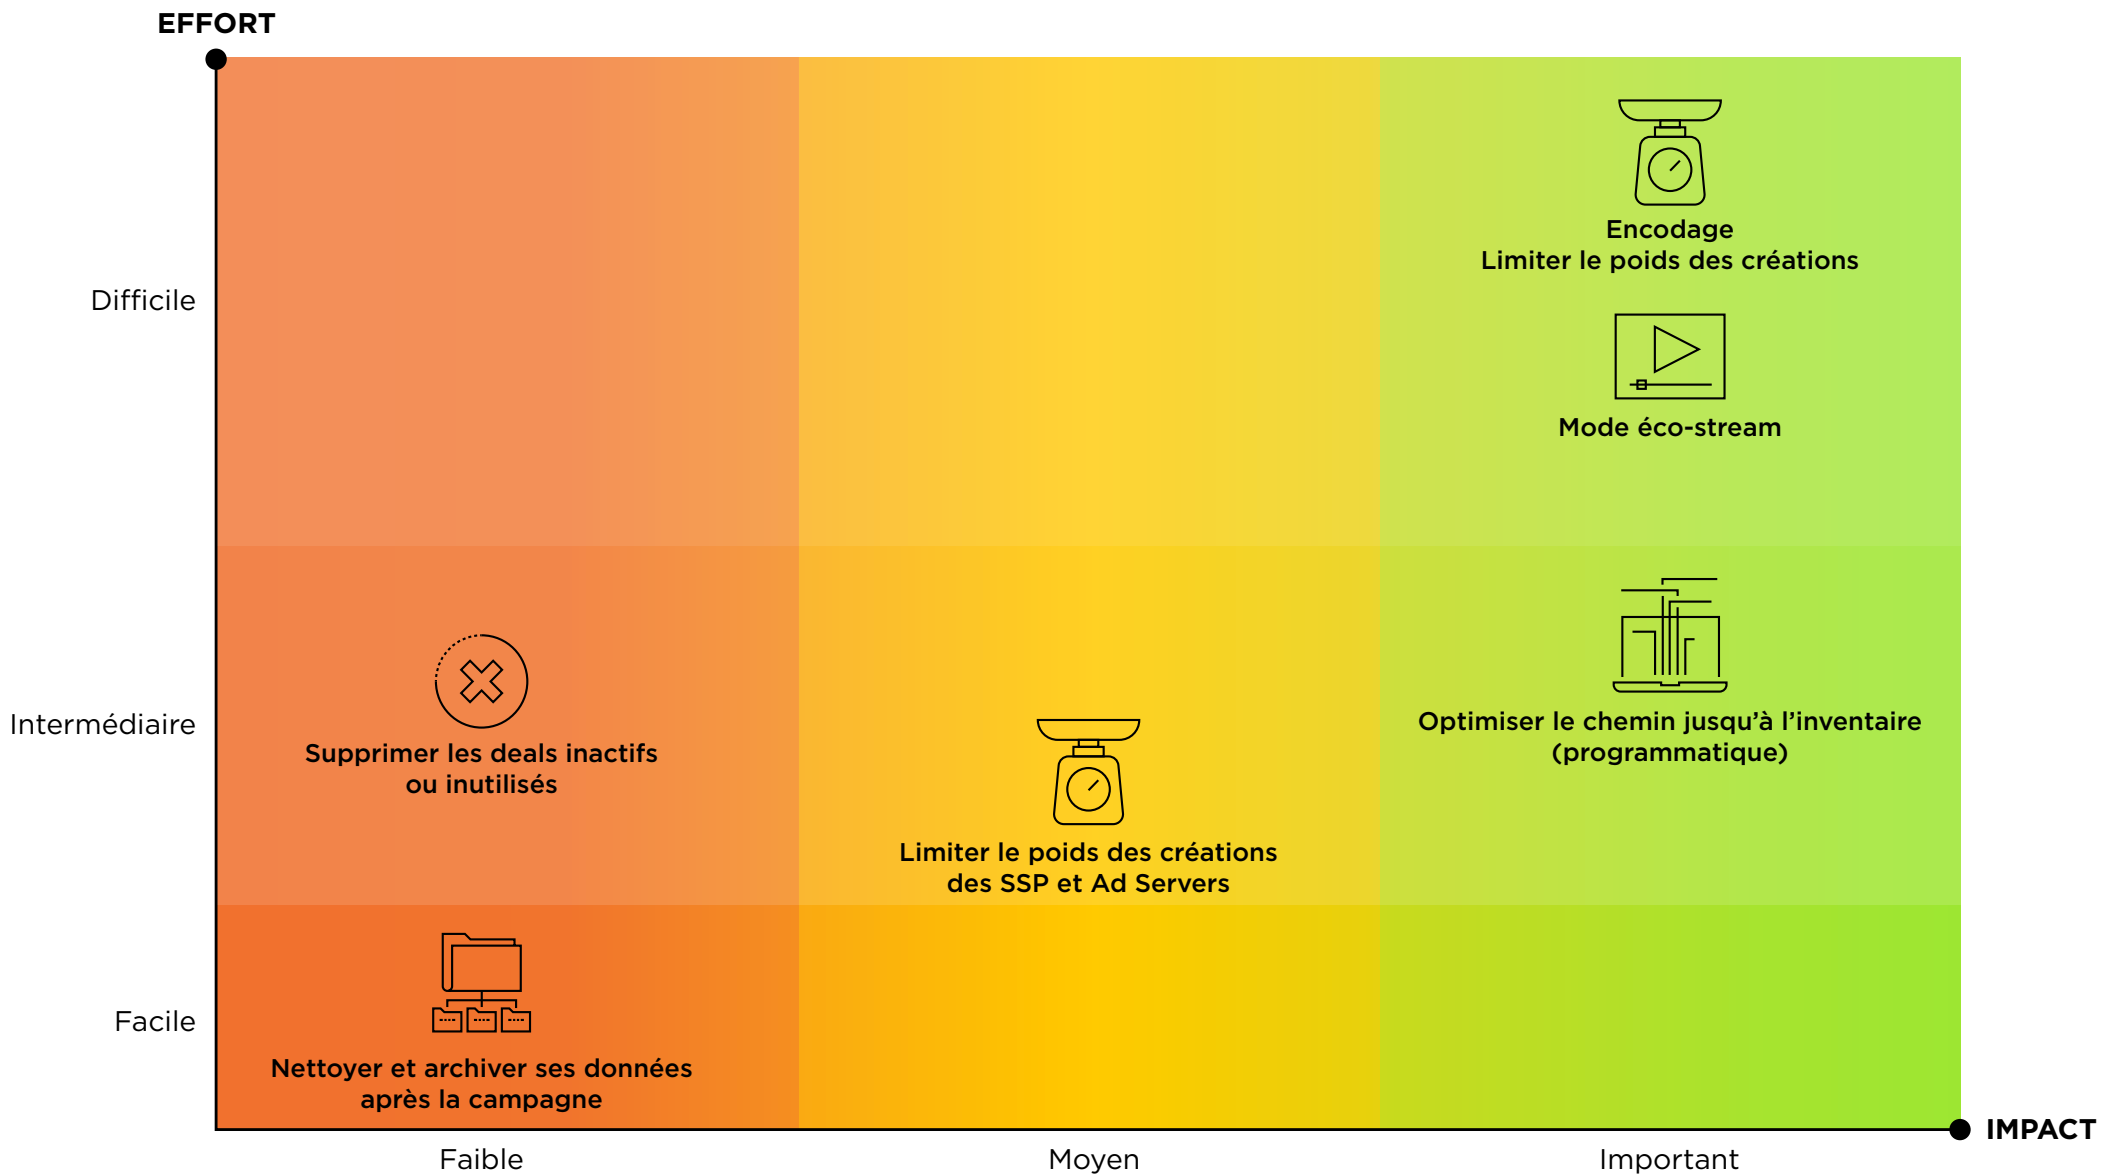 EFFORT
Encodage
Limiter le poids des créations
Difficile
Mode éco-stream
Intermédiaire
Supprimer les deals inactifs
ou inutilisés
Optimiser le chemin jusqu’à l’inventaire
(programmatique)
Limiter le poids des créations
des SSP et Ad Servers
Facile
Nettoyer et archiver ses données
après la campagne
IMPACT
Faible
Moyen
Important